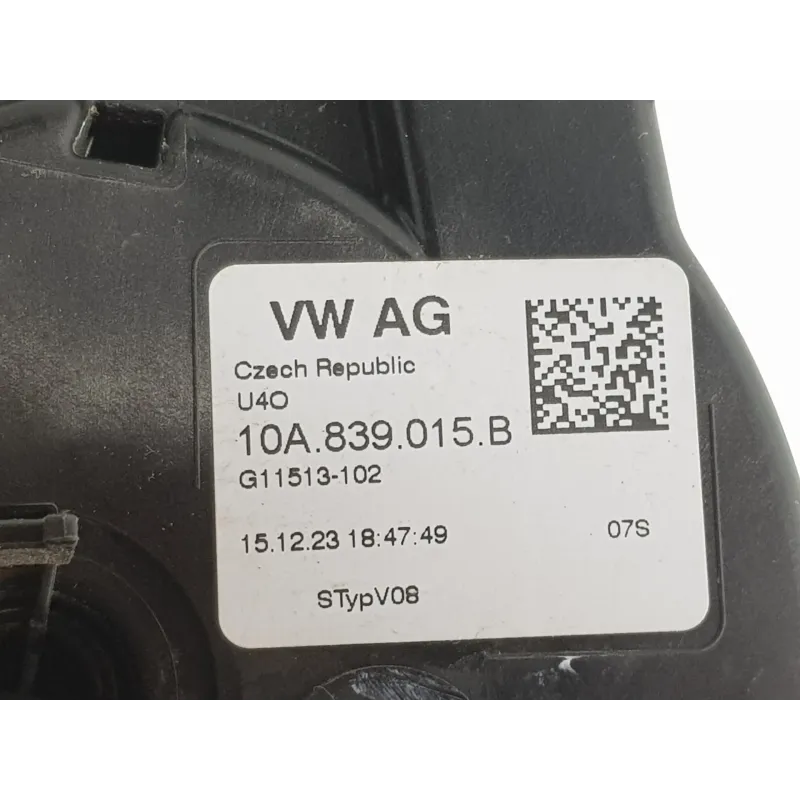 VW AG
Czech Republic
U4O
10A.839.015.B
G11513-102
15.12.23 18:47:49
07S
STypV08